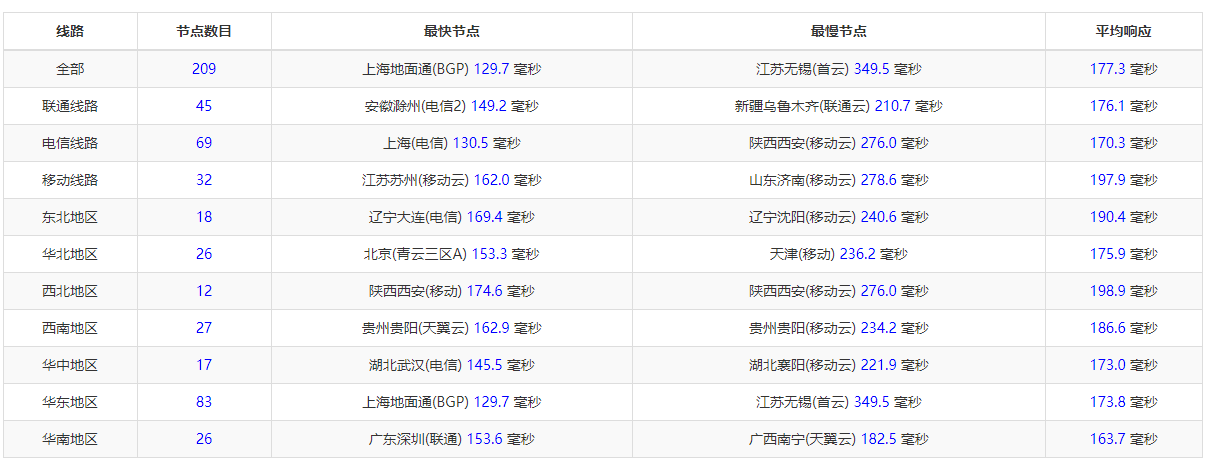 线路 节点数目 最快节点 最慢节点 平均响应
全部 209 上海地面通(BGP) 129.7 毫秒 江苏无锡(首云) 349.5 毫秒 177.3 毫秒
联通线路 45 安徽滁州(电信2) 149.2 毫秒 新疆乌鲁木齐(联通云) 210.7 毫秒 176.1 毫秒
电信线路 69 上海(电信) 130.5 毫秒 陕西西安(移动云) 276.0 毫秒 170.3 毫秒
移动线路 32 江苏苏州(移动云) 162.0 毫秒 山东济南(移动云) 278.6 毫秒 197.9 毫秒
东北地区 18 辽宁大连(电信) 169.4 毫秒 辽宁沈阳(移动云) 240.6 毫秒 190.4 毫秒
华北地区 26 北京(青云三区A) 153.3 毫秒 天津(移动) 236.2 毫秒 175.9 毫秒
西北地区 12 陕西西安(移动) 174.6 毫秒 陕西西安(移动云) 276.0 毫秒 198.9 毫秒
西南地区 27 贵州贵阳(天翼云) 162.9 毫秒 贵州贵阳(移动云) 234.2 毫秒 186.6 毫秒
华中地区 17 湖北武汉(电信) 145.5 毫秒 湖北襄阳(移动云) 221.9 毫秒 173.0 毫秒
华东地区 83 上海地面通(BGP) 129.7 毫秒 江苏无锡(首云) 349.5 毫秒 173.8 毫秒
华南地区 26 广东深圳(联通) 153.6 毫秒 广西南宁(天翼云) 182.5 毫秒 163.7 毫秒